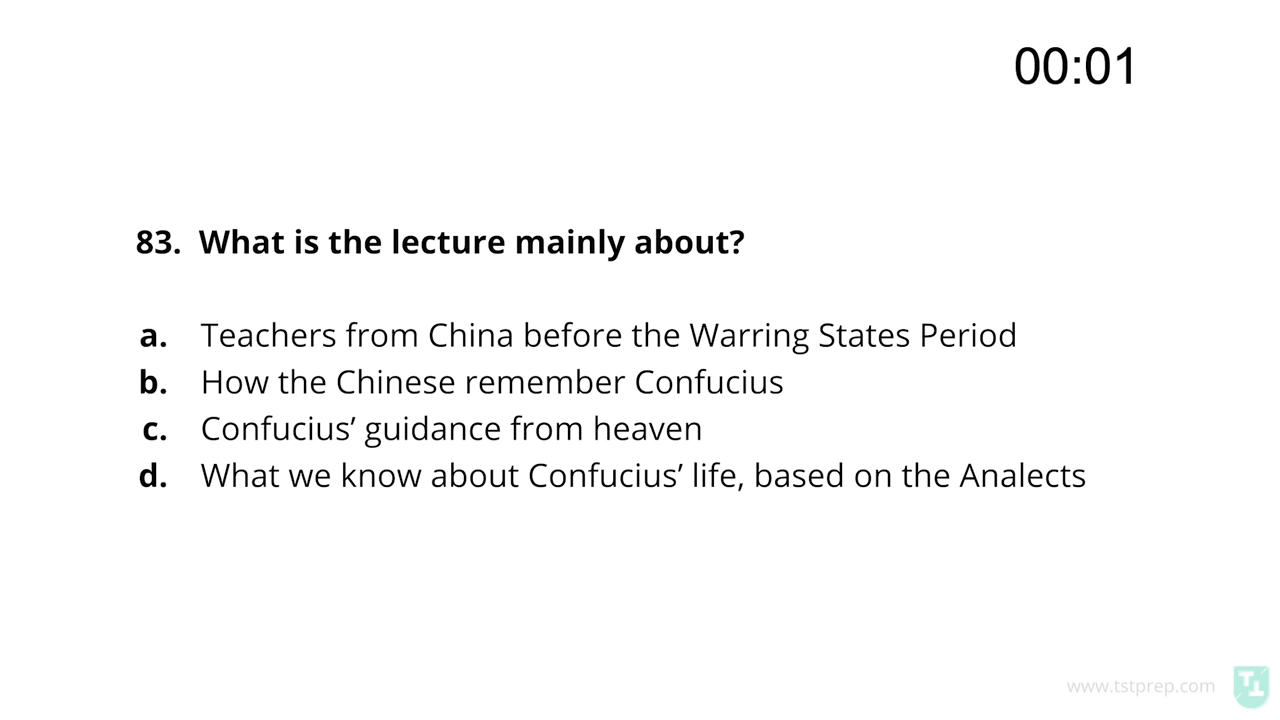 00:01
83. What is the lecture mainly about?
a. Teachers from China before the Warring States Period
b. How the Chinese remember Confucius
c. Confucius’ guidance from heaven
d. What we know about Confucius’ life, based on the Analects
www.tstprep.com